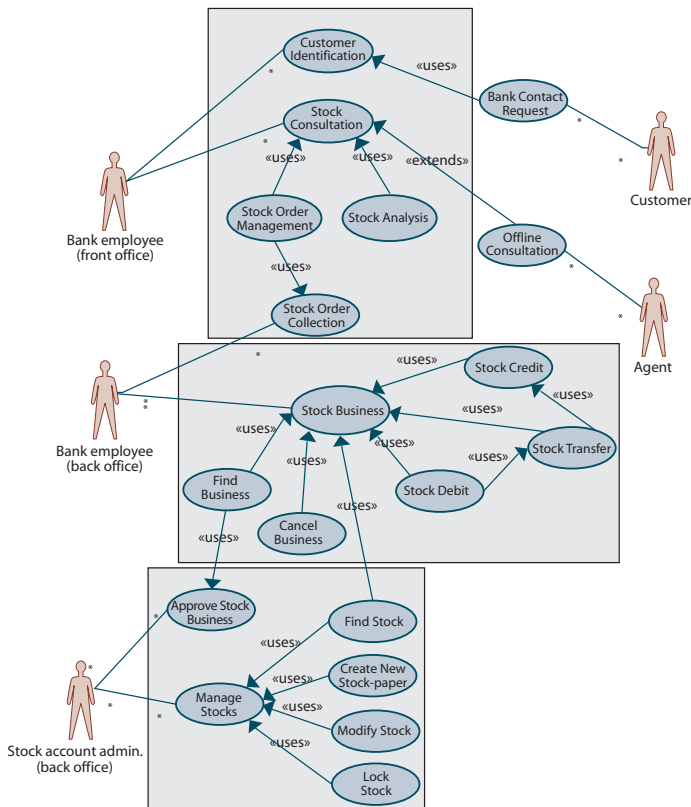 Customer
Identification
«uses»
Bank Contact
Request
*
*
*
Stock
Consultation
*
«uses»
«uses»
«extends»
Customer
Bank employee
(front office)
Stock Order
Management
Stock Analysis
Offline
Consultation
*
*
«uses»
Stock Order
Collection
Agent
*
«uses»
Stock Credit
Bank employee
(back office)
*
*
Stock Business
«uses»
«uses»
«uses»
«uses»
«uses»
Stock Transfer
Find
Business
Stock Debit
«uses»
Cancel
Business
«uses»
Approve Stock
Business
*
Find Stock
«uses»
*
Create New
Stock-paper
«uses»
Manage
Stocks
*
*
«uses»
Modify Stock
«uses»
Stock account admin.
(back office)
Lock
Stock